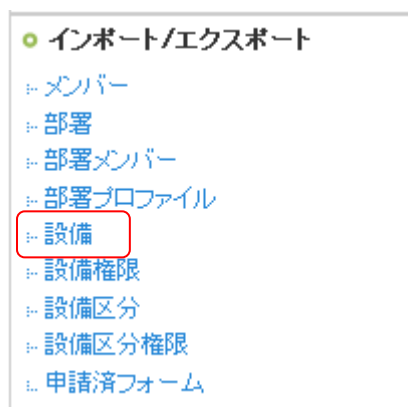 インポート/エクスポート
メンバー
部署
部署メンバー
部署プロファイル
設備
設備権限
設備区分
設備区分権限
申請済フォーム